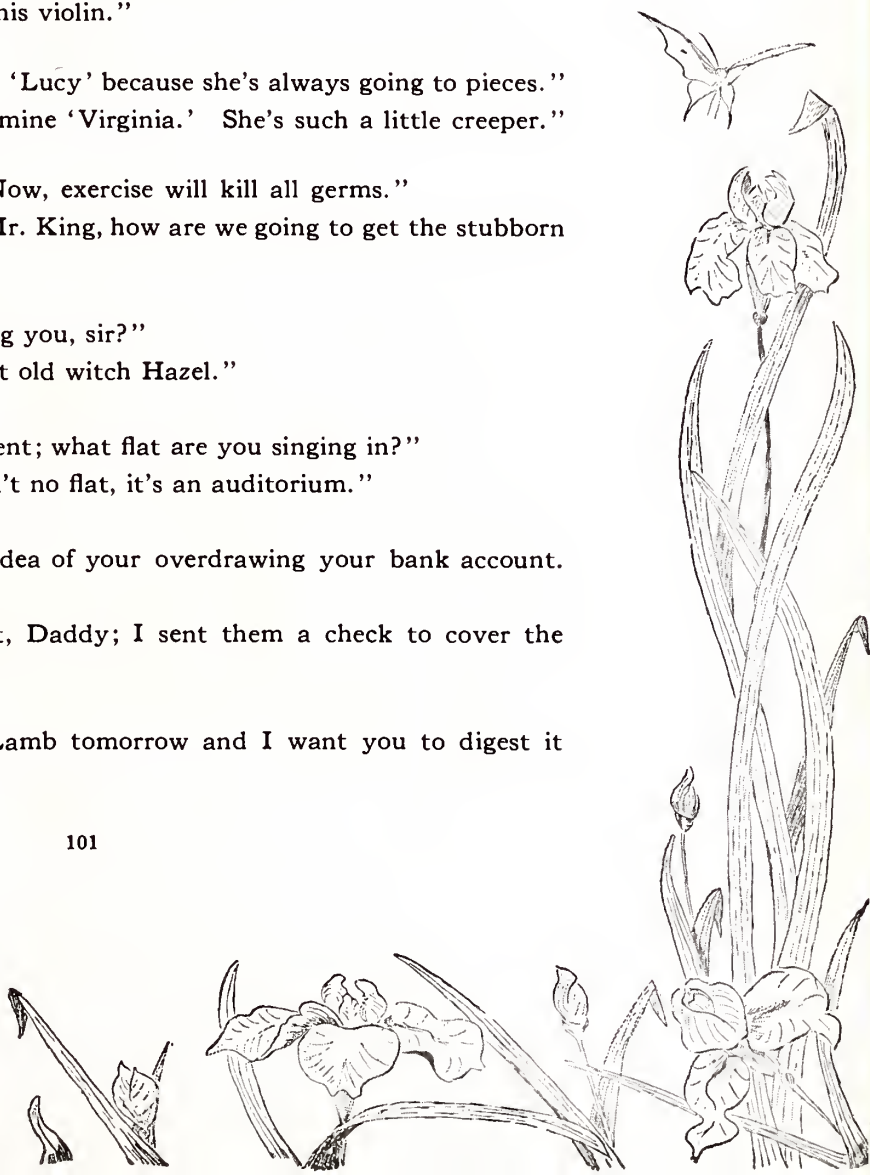 his violin."
'Lucy' because she's always going to pieces."
mine 'Virginia.' She's such a little creeper."
Now, exercise will kill all germs."
Mr. King, how are we going to get the stubborn
g you, sir?"
t old witch Hazel."
ent; what flat are you singing in?"
't no flat, it's an auditorium."
dea of your overdrawing your bank account.
, Daddy; I sent them a check to cover the
Lamb tomorrow and I want you to digest it
101